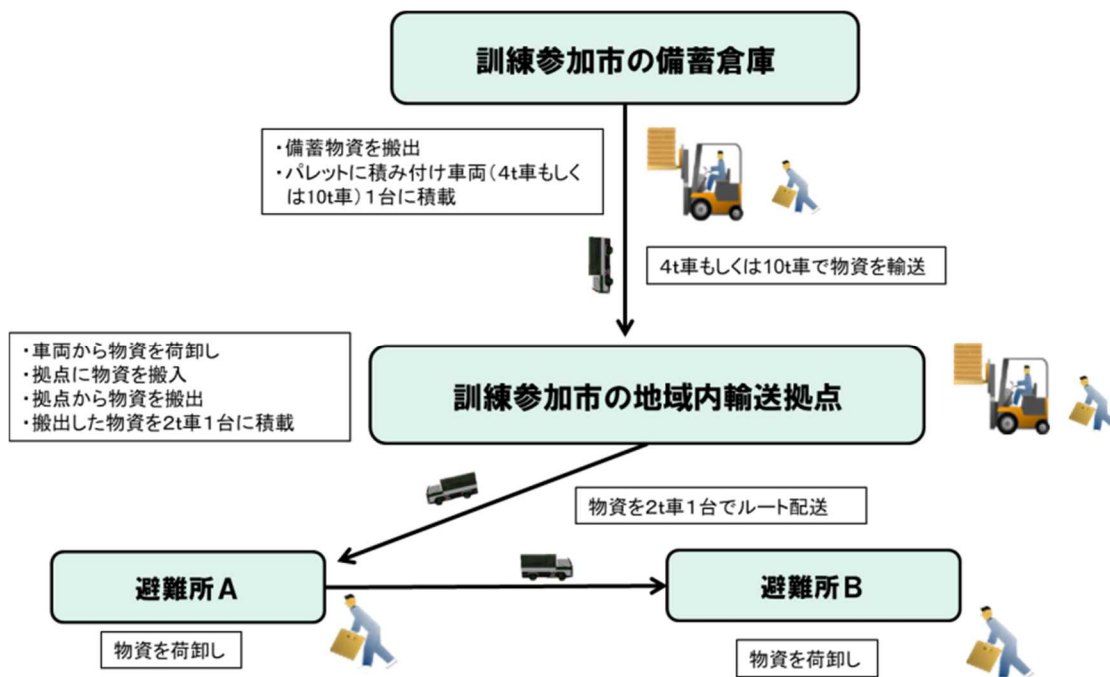 訓練参加市の備蓄倉庫
・備蓄物資を搬出
・パレットに積み付け車両(4t車もしく
は10t車)1台に積載
4t車もしくは10t車で物資を輸送
・車両から物資を荷卸し
・拠点に物資を搬入
・拠点から物資を搬出
・搬出した物資を2t車1台に積載
訓練参加市の地域内輸送拠点
物資を2t車1台でルート配送
避難所A
避難所B
物資を荷卸し
物資を荷卸し